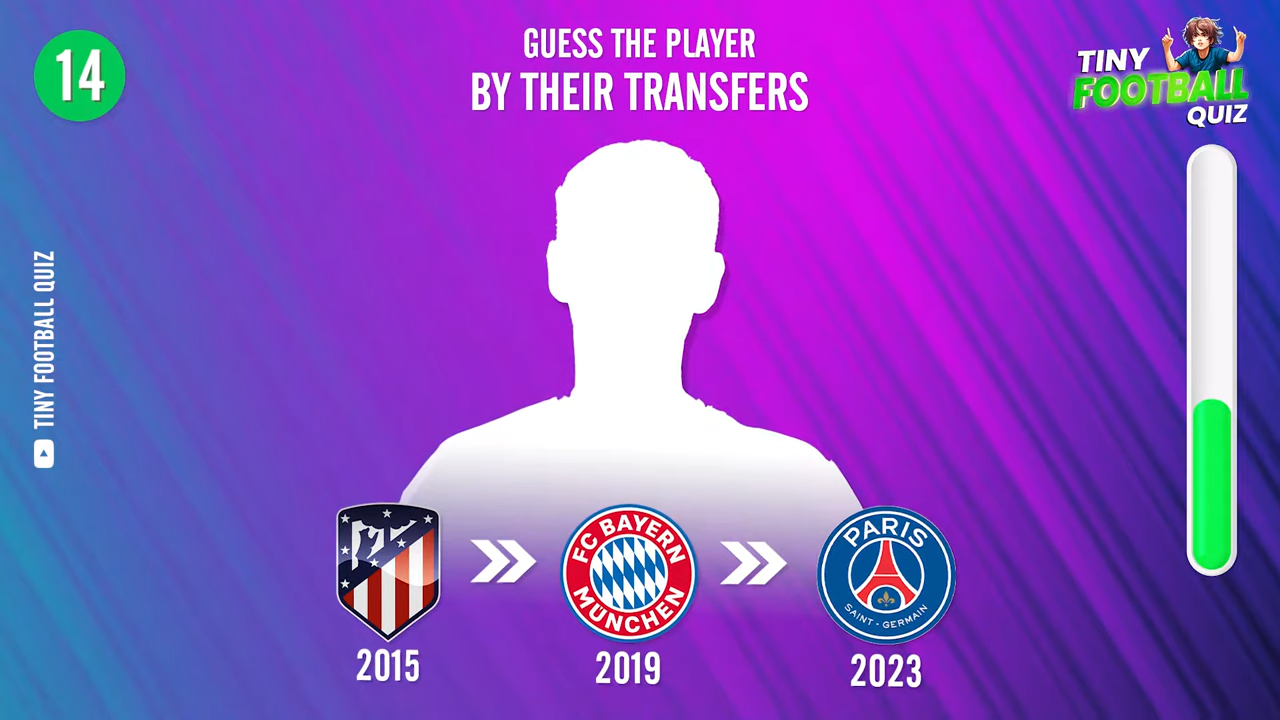 14
GUESS THE PLAYER
BY THEIR TRANSFERS
TINY
FOOTBALL
QUIZ
TINY FOOTBALL QUIZ
FC BAYERN
MÜNCHEN
PARIS
SAINT-GERMAIN
2015
2019
2023